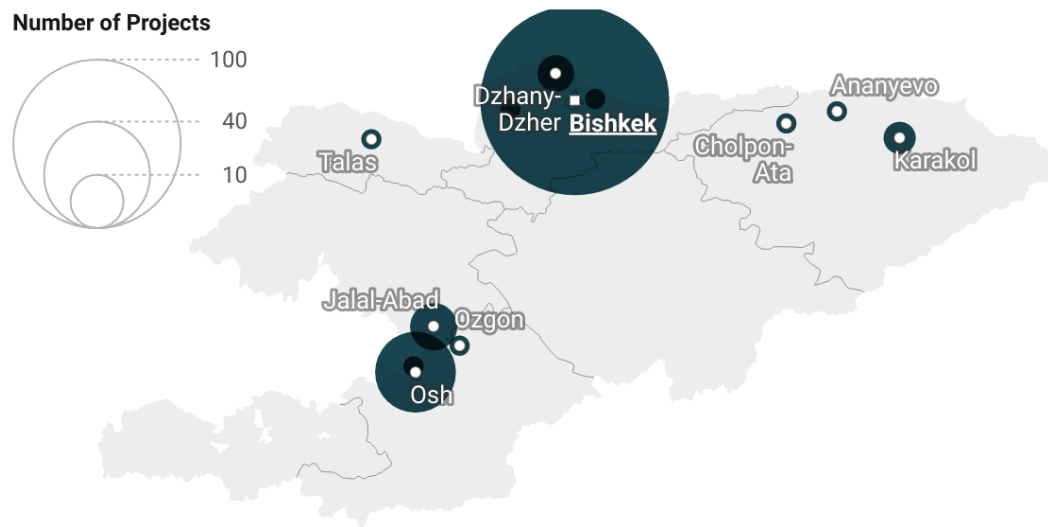 Number of Projects
100
40
10
Dzhany-
Dzher
Bishkek
Talas
Ananyevo
Cholpon-
Ata
Karakol
Jalal-Abad
Ozgon
Osh